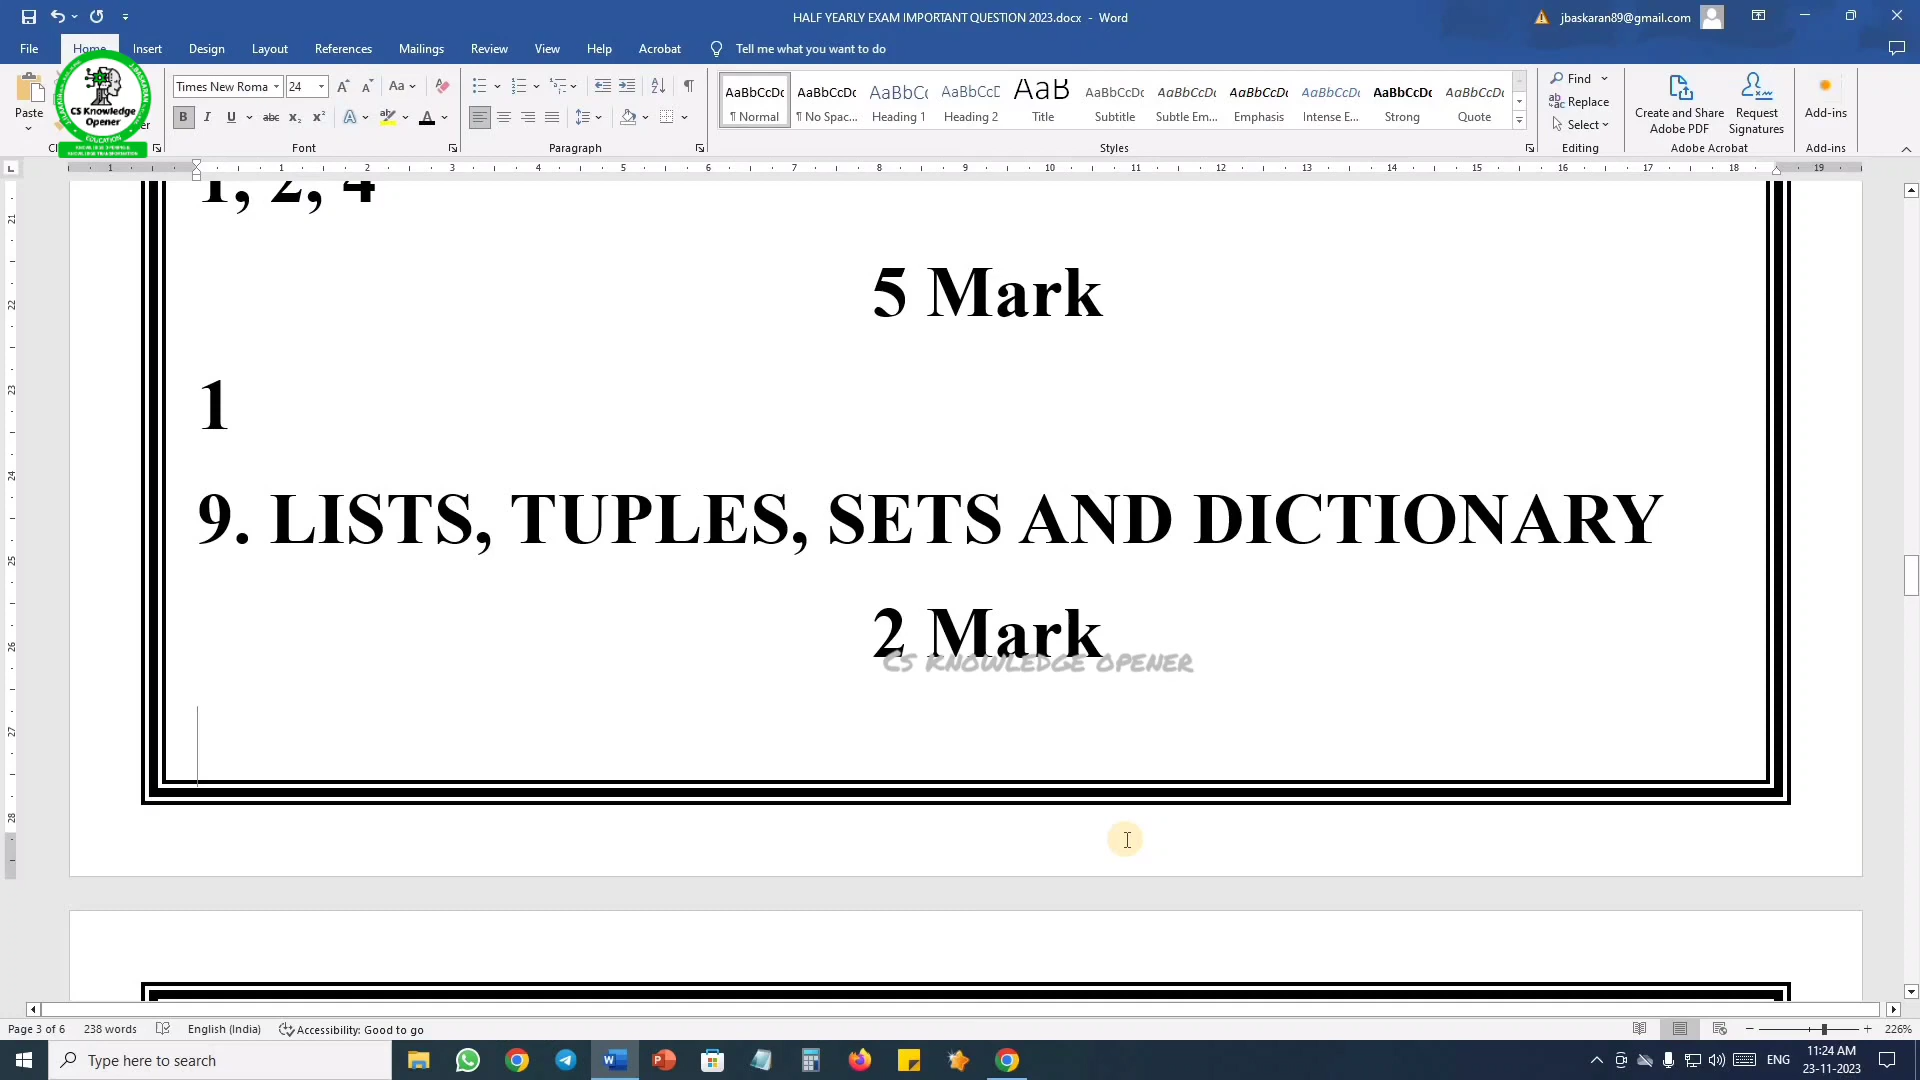 HALF YEARLY EXAM IMPORTANT QUESTION 2023.docx - Word
jbaskaran89@gmail.com
File Home Insert Design Layout References Mailings Review View Help Acrobat Tell me what you want to do
Paste
CS Knowledge
Opener
EDUCATION
Times New Roma 24
Font
Paragraph
AaBbCcDc AaBbCcDc AaBbCc AaBbCcD AaB AaBbCcDc AaBbCcDc AaBbCcDc AaBbCcDc AaBbCcDc AaBbCcDc
¶ Normal ¶ No Spac... Heading 1 Heading 2 Title Subtitle Subtle Em... Emphasis Intense E... Strong Quote
Styles
Find
Replace
Select
Editing
Create and Share
Adobe PDF
Request
Signatures
Adobe Acrobat
Add-ins
Add-ins
1, 2, 4
5 Mark
1
9. LISTS, TUPLES, SETS AND DICTIONARY
2 Mark
CS KNOWLEDGE OPENER
Page 3 of 6 238 words English (India) Accessibility: Good to go
226%
Type here to search
ENG
11:24 AM
23-11-2023